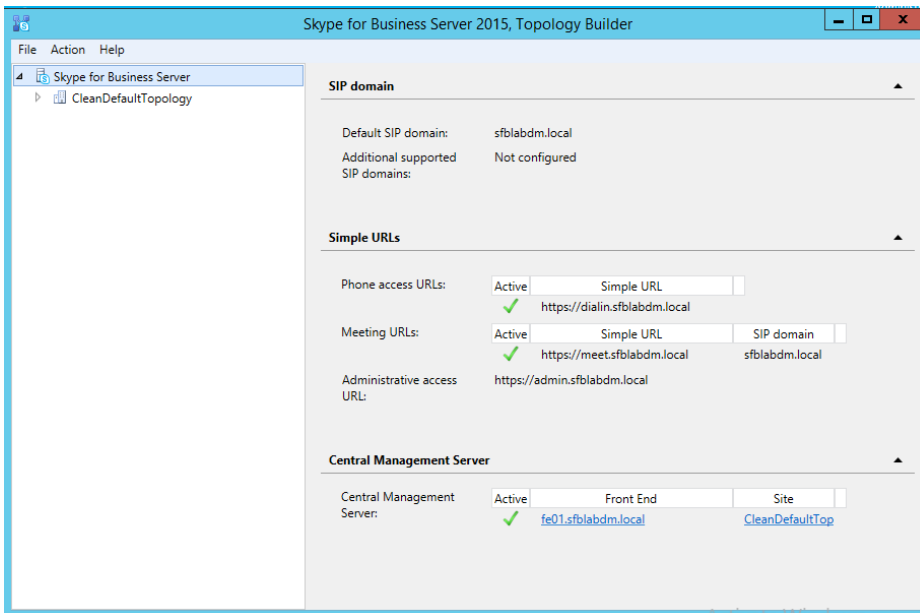 Skype for Business Server 2015, Topology Builder
File Action Help
Skype for Business Server
CleanDefaultTopology
SIP domain
Default SIP domain: sfblabdm.local
Additional supported Not configured
SIP domains:
Simple URLs
Phone access URLs: Active Simple URL
https://dialin.sfblabdm.local
Meeting URLs: Active Simple URL SIP domain
https://meet.sfblabdm.local sfblabdm.local
Administrative access https://admin.sfblabdm.local
URL:
Central Management Server
Central Management Active Front End Site
Server: fe01.sfblabdm.local CleanDefaultTop